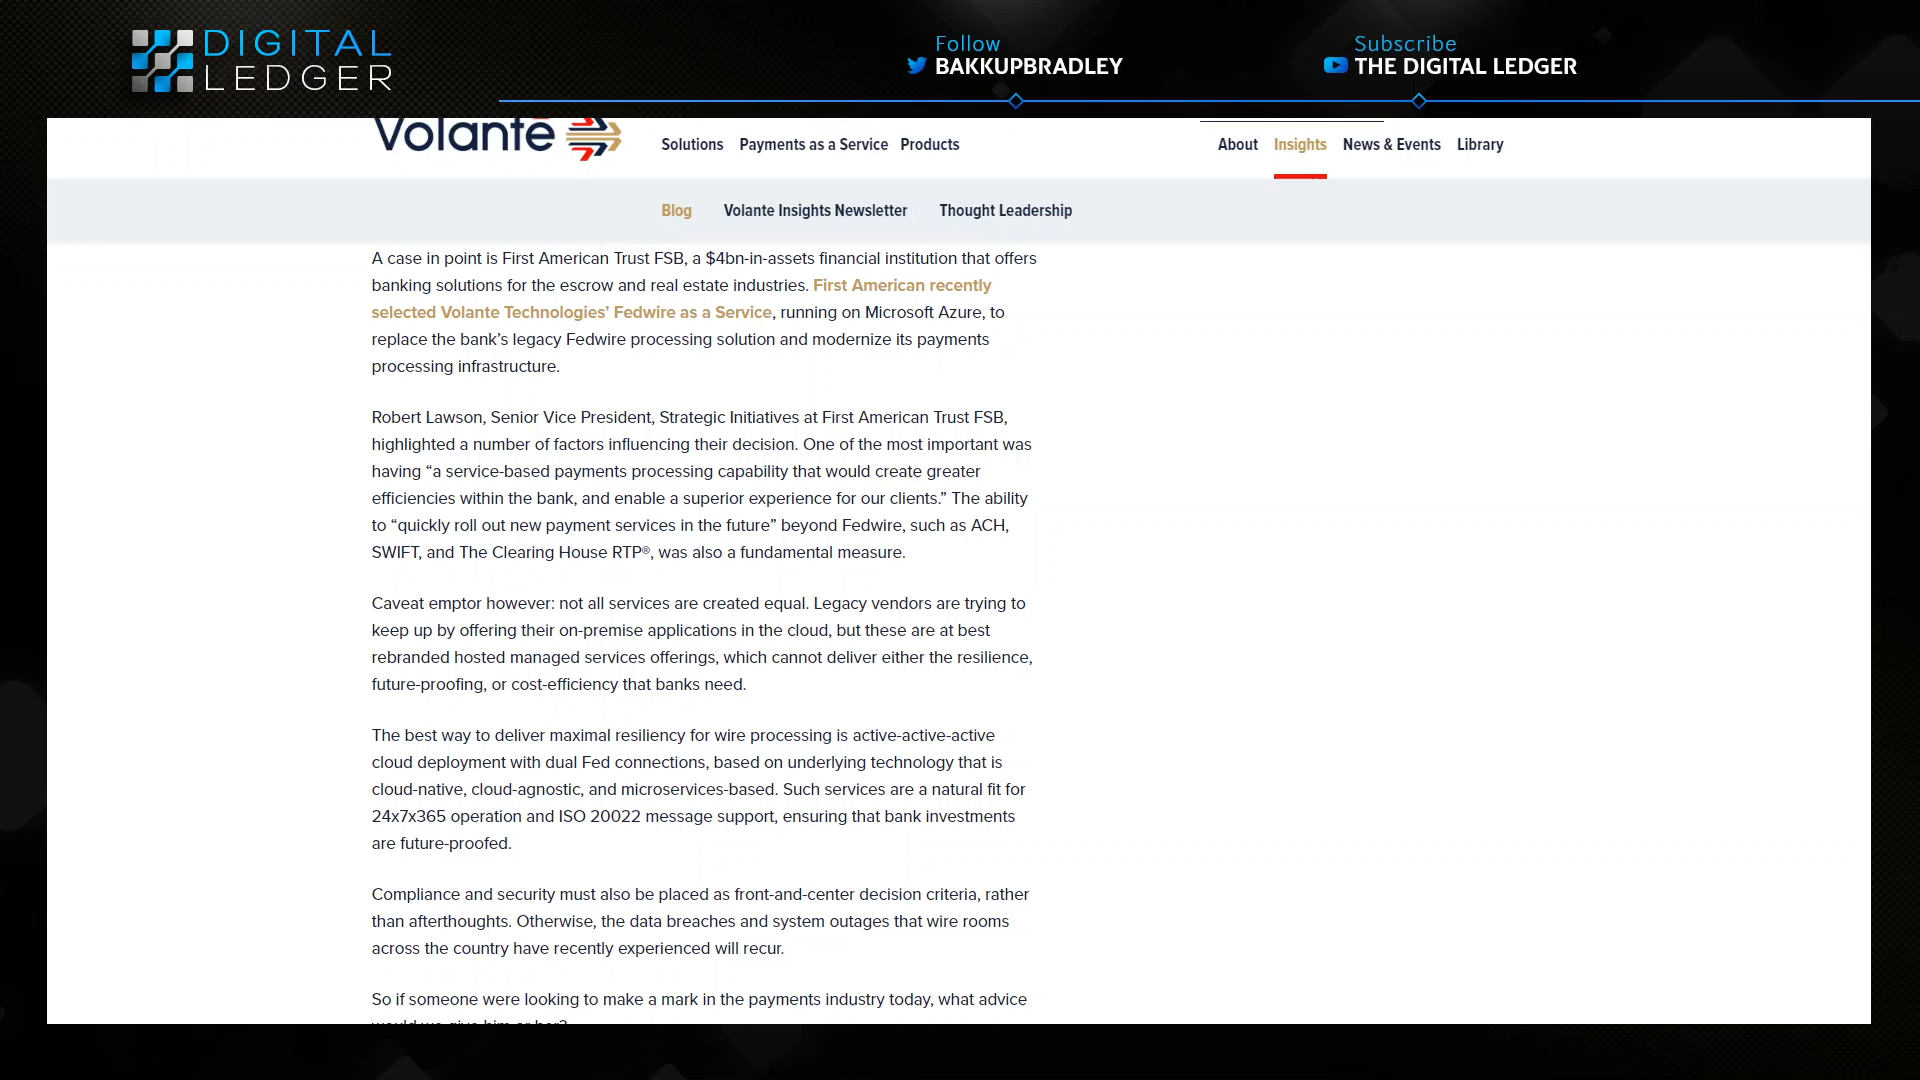 DIGITAL
LEDGER
Follow
BAKKUPBRADLEY
Subscribe
THE DIGITAL LEDGER
Volante
Solutions Payments as a Service Products
About Insights News & Events Library
Blog Volante Insights Newsletter Thought Leadership
A case in point is First American Trust FSB, a $4bn-in-assets financial institution that offers
banking solutions for the escrow and real estate industries. First American recently
selected Volante Technologies’ Fedwire as a Service, running on Microsoft Azure, to
replace the bank’s legacy Fedwire processing solution and modernize its payments
processing infrastructure.
Robert Lawson, Senior Vice President, Strategic Initiatives at First American Trust FSB,
highlighted a number of factors influencing their decision. One of the most important was
having “a service-based payments processing capability that would create greater
efficiencies within the bank, and enable a superior experience for our clients.” The ability
to “quickly roll out new payment services in the future” beyond Fedwire, such as ACH,
SWIFT, and The Clearing House RTP®, was also a fundamental measure.
Caveat emptor however: not all services are created equal. Legacy vendors are trying to
keep up by offering their on-premise applications in the cloud, but these are at best
rebranded hosted managed services offerings, which cannot deliver either the resilience,
future-proofing, or cost-efficiency that banks need.
The best way to deliver maximal resiliency for wire processing is active-active-active
cloud deployment with dual Fed connections, based on underlying technology that is
cloud-native, cloud-agnostic, and microservices-based. Such services are a natural fit for
24x7x365 operation and ISO 20022 message support, ensuring that bank investments
are future-proofed.
Compliance and security must also be placed as front-and-center decision criteria, rather
than afterthoughts. Otherwise, the data breaches and system outages that wire rooms
across the country have recently experienced will recur.
So if someone were looking to make a mark in the payments industry today, what advice